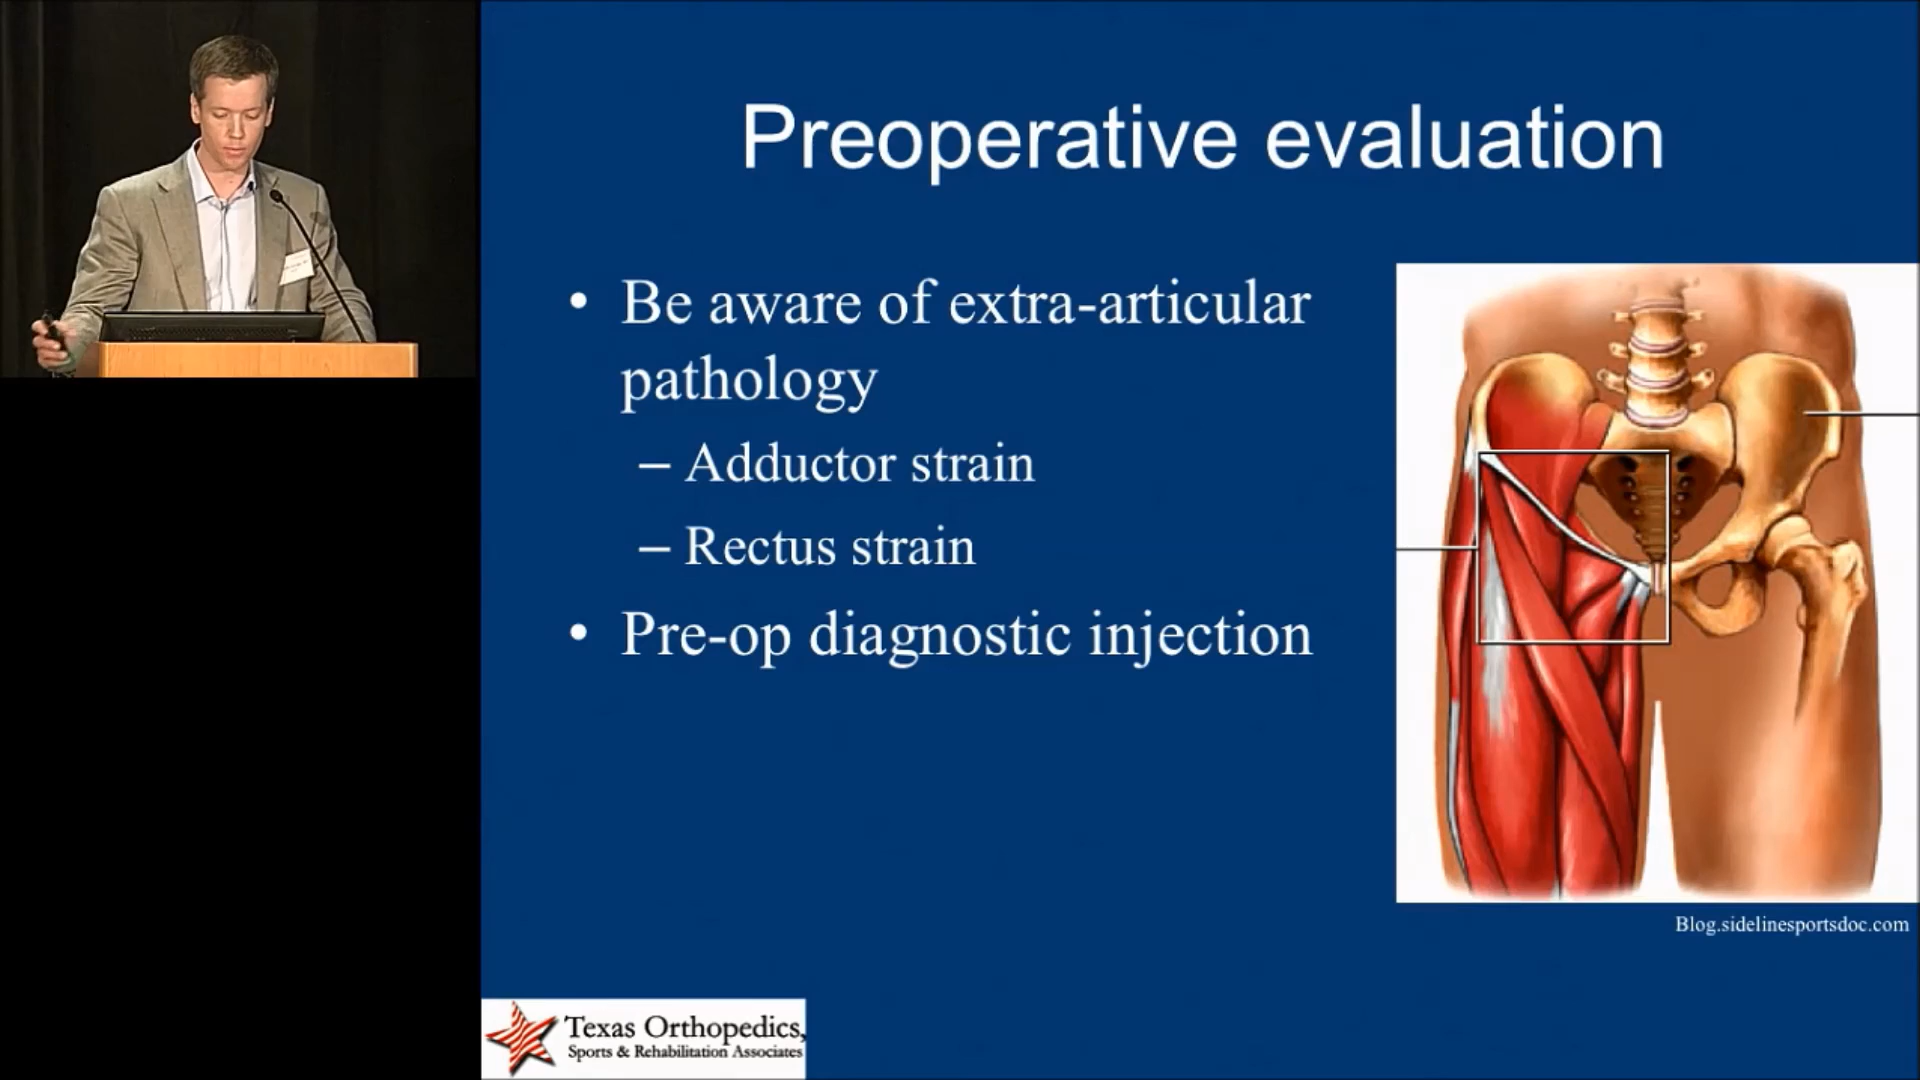 Preoperative evaluation
• Be aware of extra-articular
pathology
– Adductor strain
– Rectus strain
• Pre-op diagnostic injection
Blog.sidelinesportsdoc.com
Texas Orthopedics,
Sports & Rehabilitation Associates